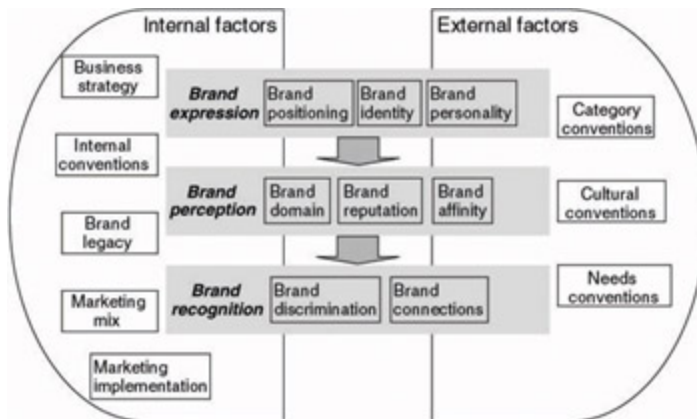 Internal factors
External factors
Business
strategy
Internal
conventions
Brand
legacy
Marketing
mix
Marketing
implementation
Brand
expression
Brand
positioning
Brand
identity
Brand
personality
Brand
perception
Brand
domain
Brand
reputation
Brand
affinity
Brand
recognition
Brand
discrimination
Brand
connections
Category
conventions
Cultural
conventions
Needs
conventions